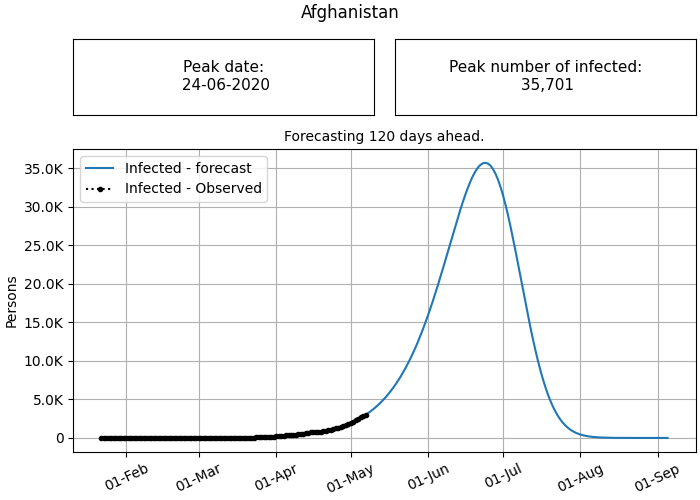 Afghanistan
Peak date:
24-06-2020
Peak number of infected:
35,701
Forecasting 120 days ahead.
Infected - forecast
Infected - Observed
35.0K
30.0K
25.0K
20.0K
15.0K
10.0K
5.0K
0
Persons
01-Feb
01-Mar
01-Apr
01-May
01-Jun
01-Jul
01-Aug
01-Sep